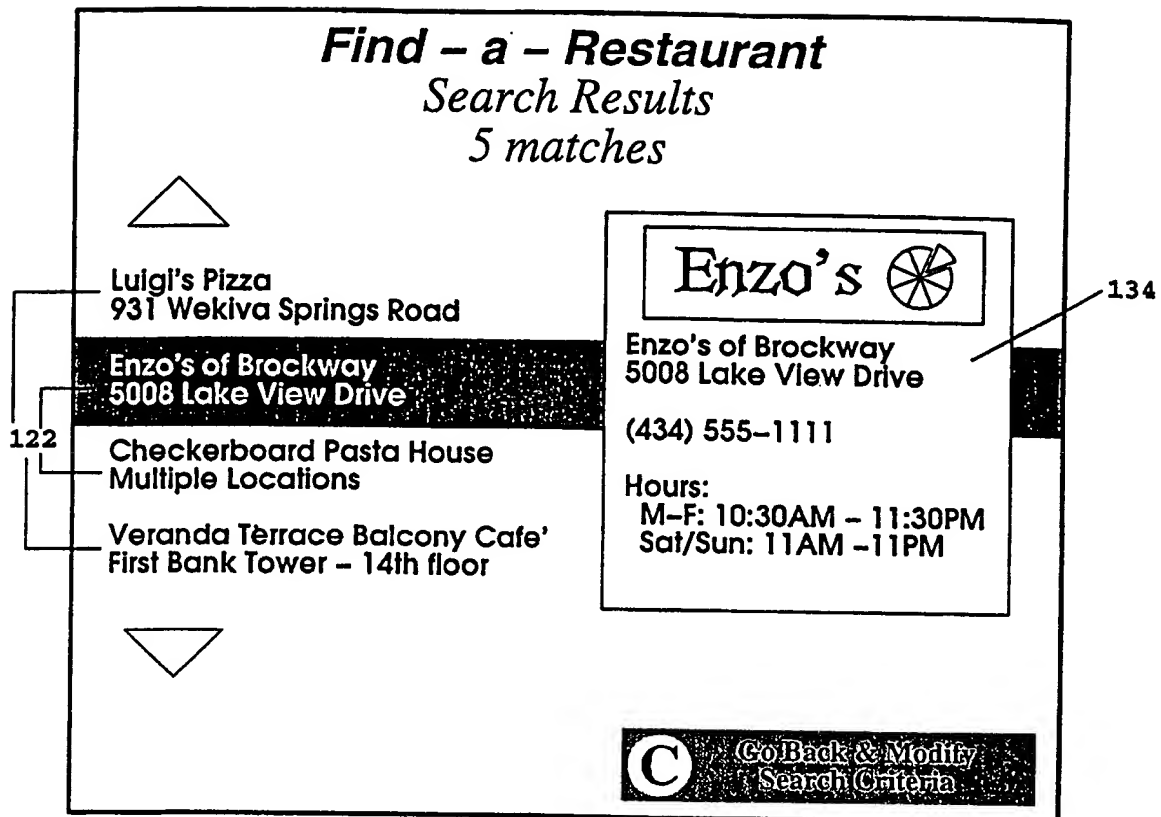 Find – a – Restaurant
Search Results
5 matches
Luigi's Pizza
931 Wekiva Springs Road
Enzo's of Brockway
5008 Lake View Drive
122
Checkerboard Pasta House
Multiple Locations
Veranda Terrace Balcony Cafe'
First Bank Tower – 14th floor
Enzo's
134
Enzo's of Brockway
5008 Lake View Drive
(434) 555–1111
Hours:
M–F: 10:30AM – 11:30PM
Sat/Sun: 11AM –11PM
C
Go Back & Modify
Search Criteria